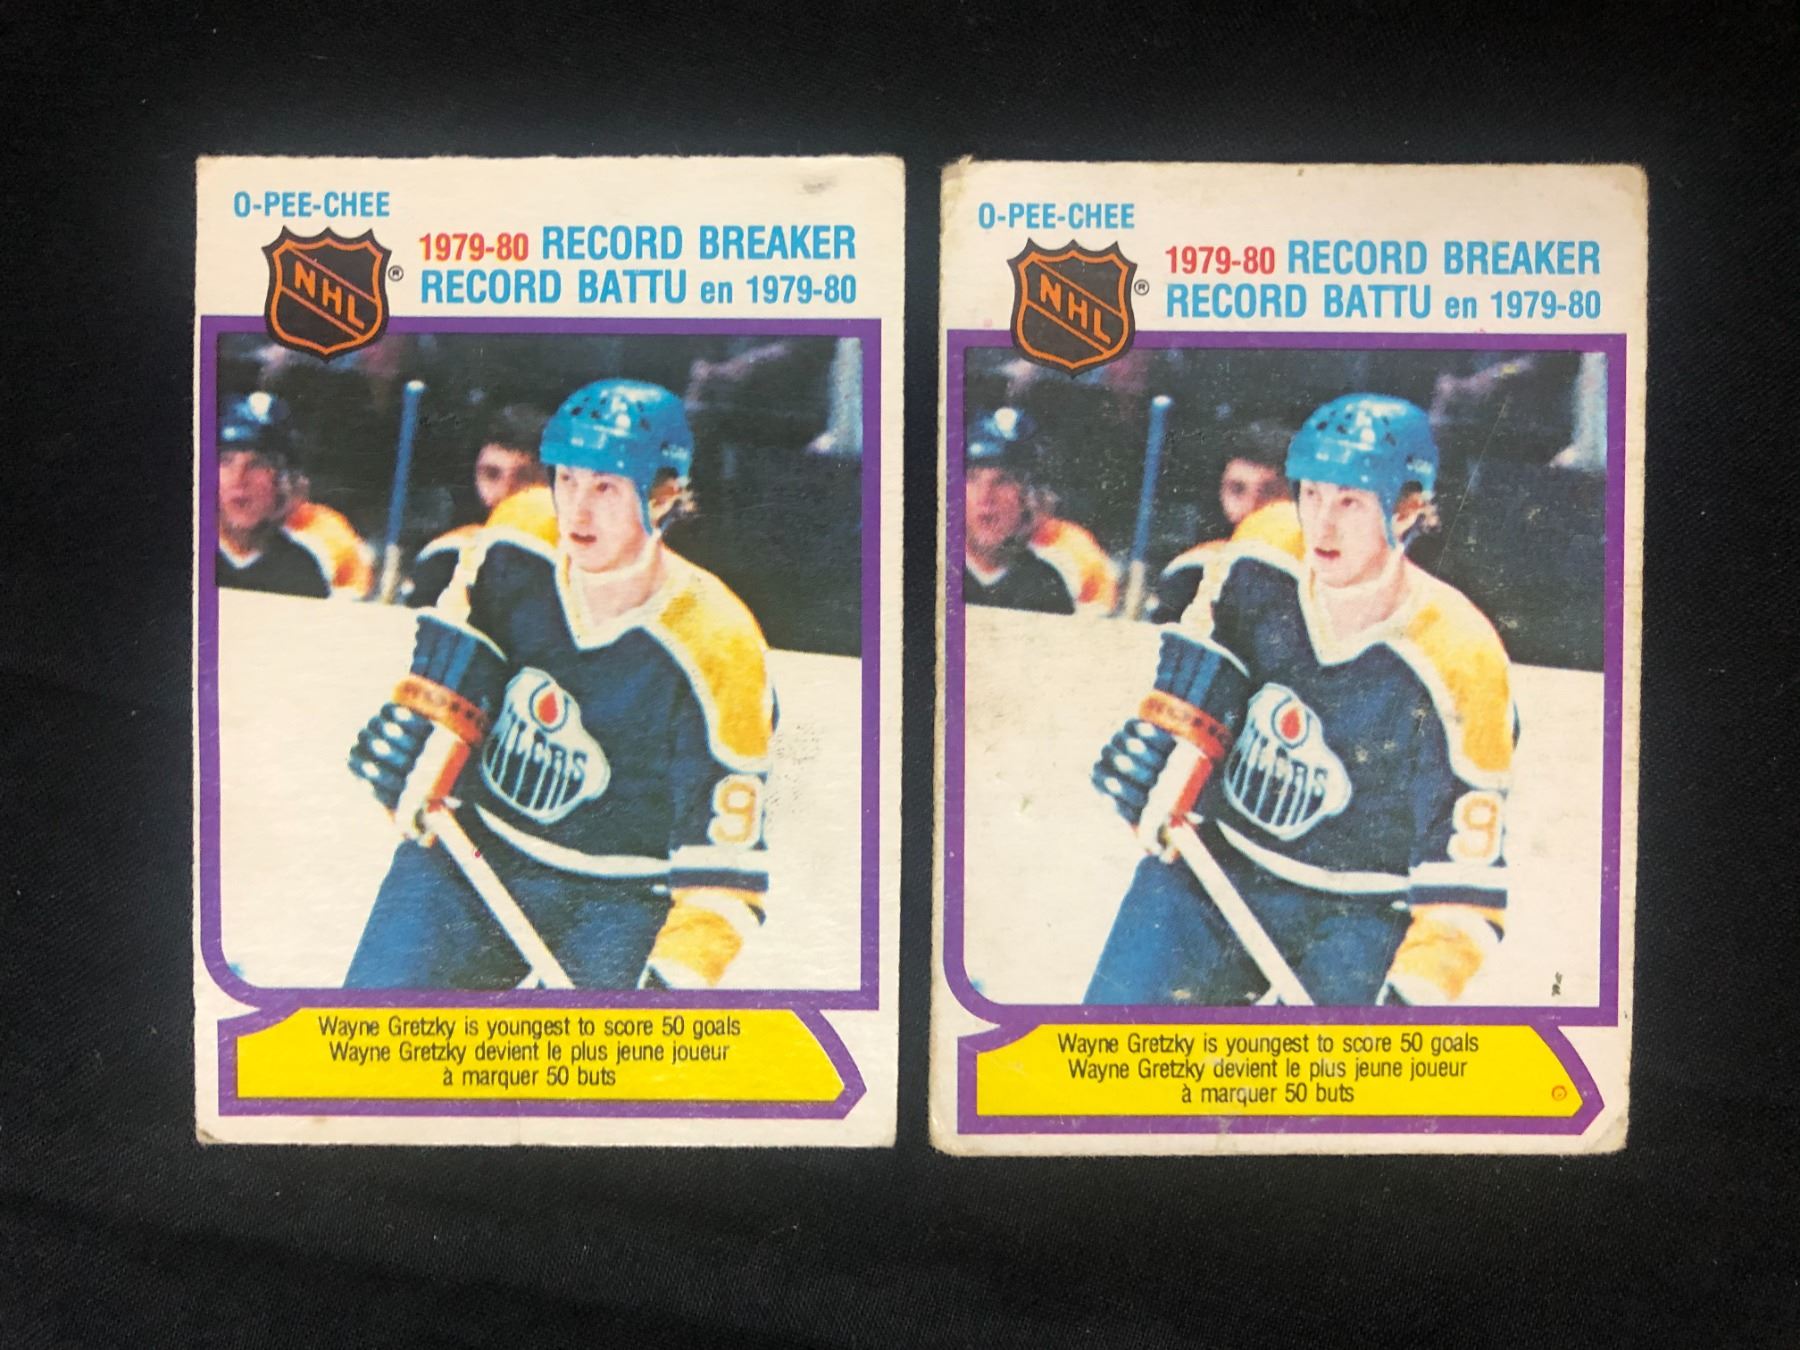 O-PEE-CHEE
NHL
®
1979-80 RECORD BREAKER
RECORD BATTU en 1979-80
OILERS
9
Wayne Gretzky is youngest to score 50 goals
Wayne Gretzky devient le plus jeune joueur
à marquer 50 buts
O-PEE-CHEE
NHL
®
1979-80 RECORD BREAKER
RECORD BATTU en 1979-80
OILERS
9
Wayne Gretzky is youngest to score 50 goals
Wayne Gretzky devient le plus jeune joueur
à marquer 50 buts